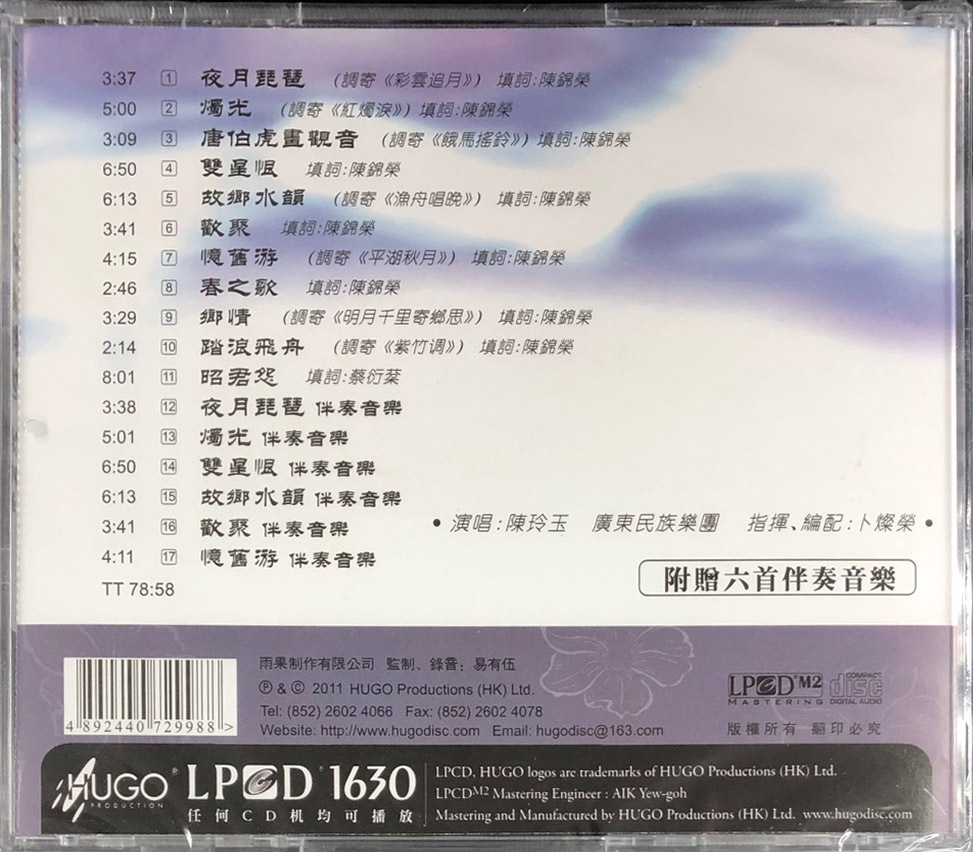 3:37 1 夜月琵琶 (調寄《彩雲追月》) 填詞:陳錦榮
5:00 2 燭光 (調寄《紅燭淚》) 填詞:陳錦榮
3:09 3 唐伯虎畫觀音 (調寄《餓馬搖鈴》) 填詞:陳錦榮
6:50 4 雙星恨 填詞:陳錦榮
6:13 5 故鄉水韻 (調寄《漁舟唱晚》) 填詞:陳錦榮
3:41 6 歡聚 填詞:陳錦榮
4:15 7 憶舊游 (調寄《平湖秋月》) 填詞:陳錦榮
2:46 8 春之歌 填詞:陳錦榮
3:29 9 鄉情 (調寄《明月千里寄鄉思》) 填詞:陳錦榮
2:14 10 踏浪飛舟 (調寄《紫竹调》) 填詞:陳錦榮
8:01 11 昭君怨 填詞:蔡衍棻
3:38 12 夜月琵琶 伴奏音樂
5:01 13 燭光 伴奏音樂
6:50 14 雙星恨 伴奏音樂
6:13 15 故鄉水韻 伴奏音樂
3:41 16 歡聚 伴奏音樂
4:11 17 憶舊游 伴奏音樂
TT 78:58
• 演唱:陳玲玉 廣東民族樂團 指揮、編配:卜燦榮 •
附贈六首伴奏音樂
雨果制作有限公司 監制、錄音:易有伍
℗ & © 2011 HUGO Productions (HK) Ltd.
Tel: (852) 2602 4066 Fax: (852) 2602 4078
Website: http://www.hugodisc.com Email: hugodisc@163.com
4 892440 729988 >
LPCD M2 MASTERING
COMPACT disc DIGITAL AUDIO
版權所有 翻印必究
HUGO® PRODUCTION
LPCD® 1630
任何CD机均可播放
LPCD, HUGO logos are trademarks of HUGO Productions (HK) Ltd.
LPCDM2 Mastering Engineer : AIK Yew-goh
Mastering and Manufactured by HUGO Productions (HK) Ltd. www.hugodisc.com